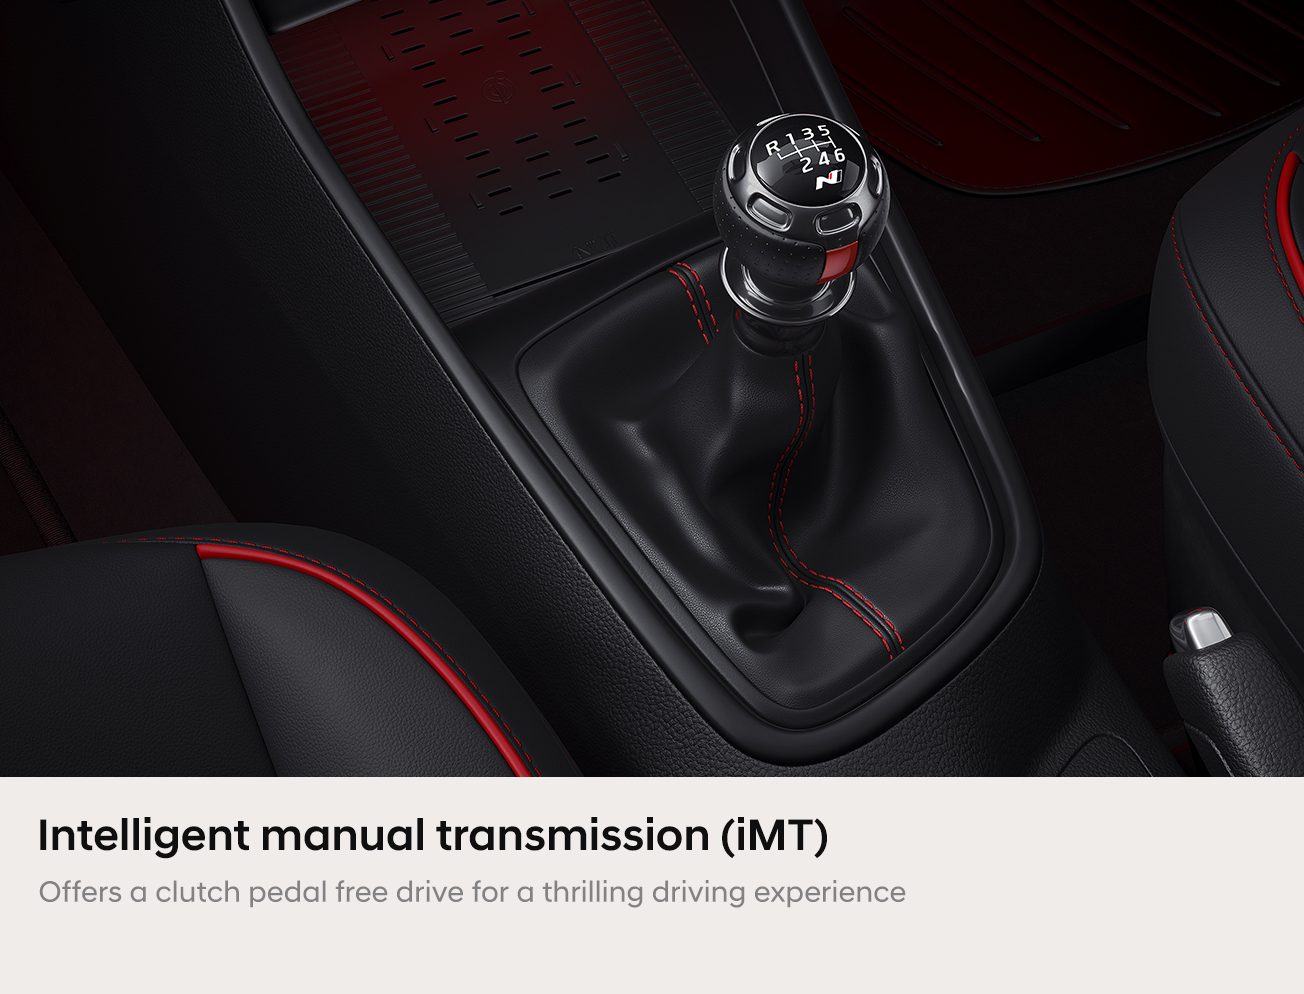 R 1 3 5
2 4 6
N
Intelligent manual transmission (iMT)
Offers a clutch pedal free drive for a thrilling driving experience